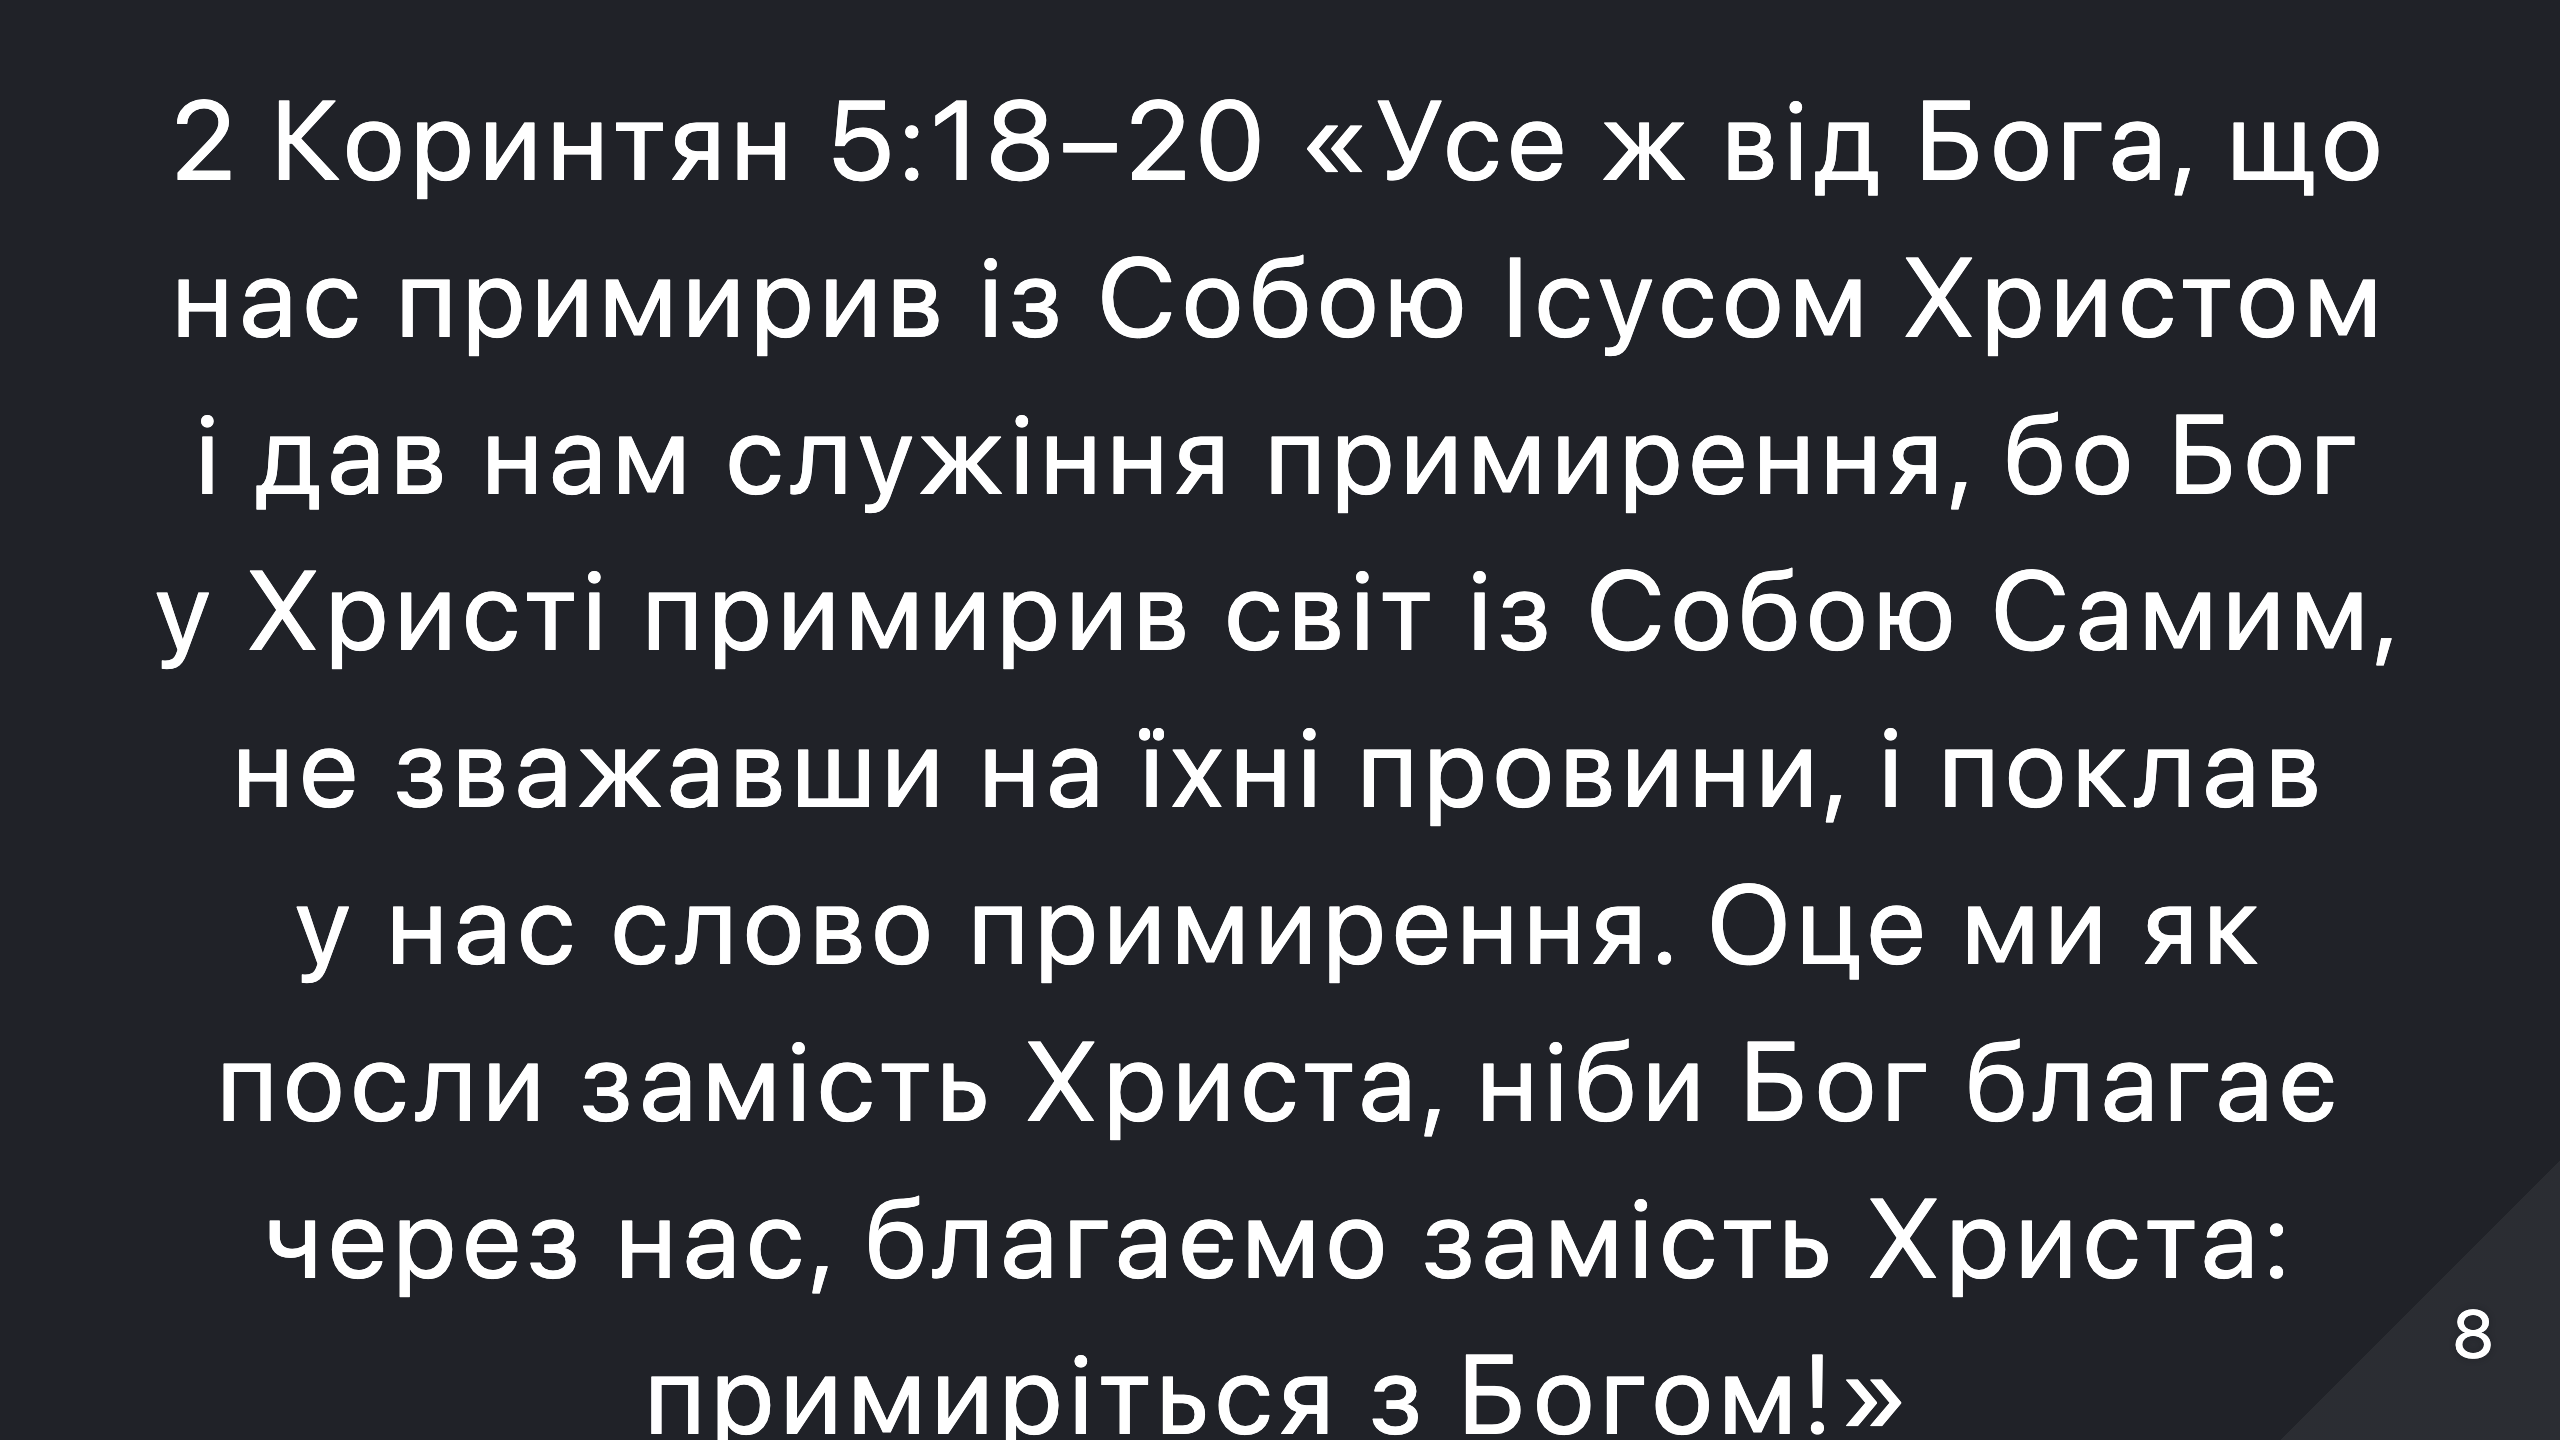 2 Коринтян 5:18–20 «Усе ж від Бога, що
нас примирив із Собою Ісусом Христом
і дав нам служіння примирення, бо Бог
у Христі примирив світ із Собою Самим,
не зважавши на їхні провини, і поклав
у нас слово примирення. Оце ми як
посли замість Христа, ніби Бог благає
через нас, благаємо замість Христа:
примиріться з Богом!»
8